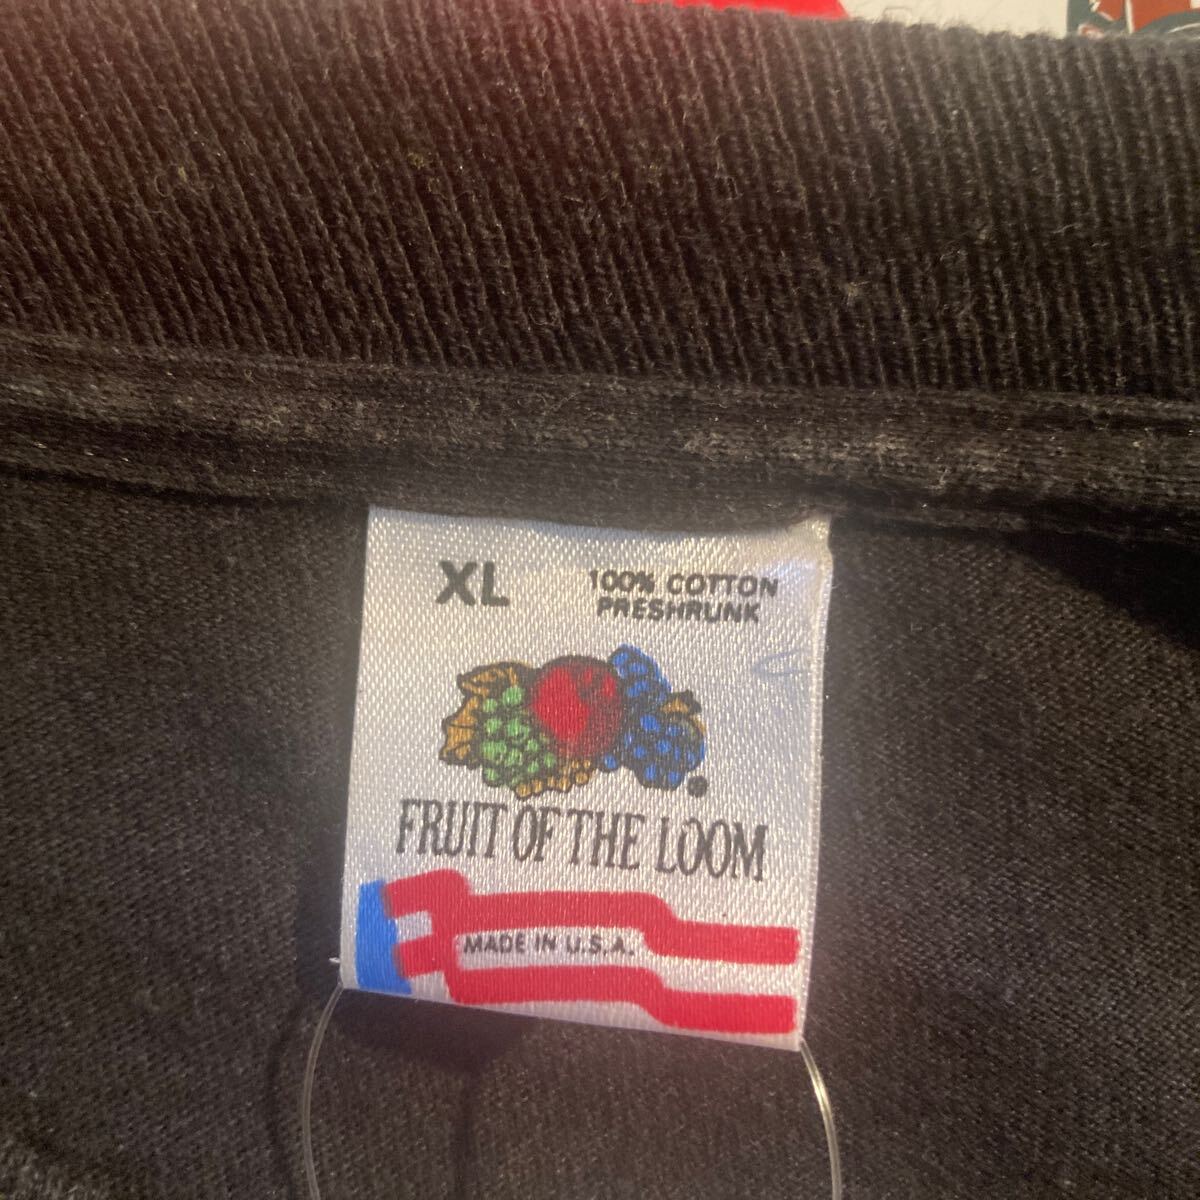 XL
100% COTTON
PRESHRUNK
®
FRUIT OF THE LOOM
MADE IN U.S.A.